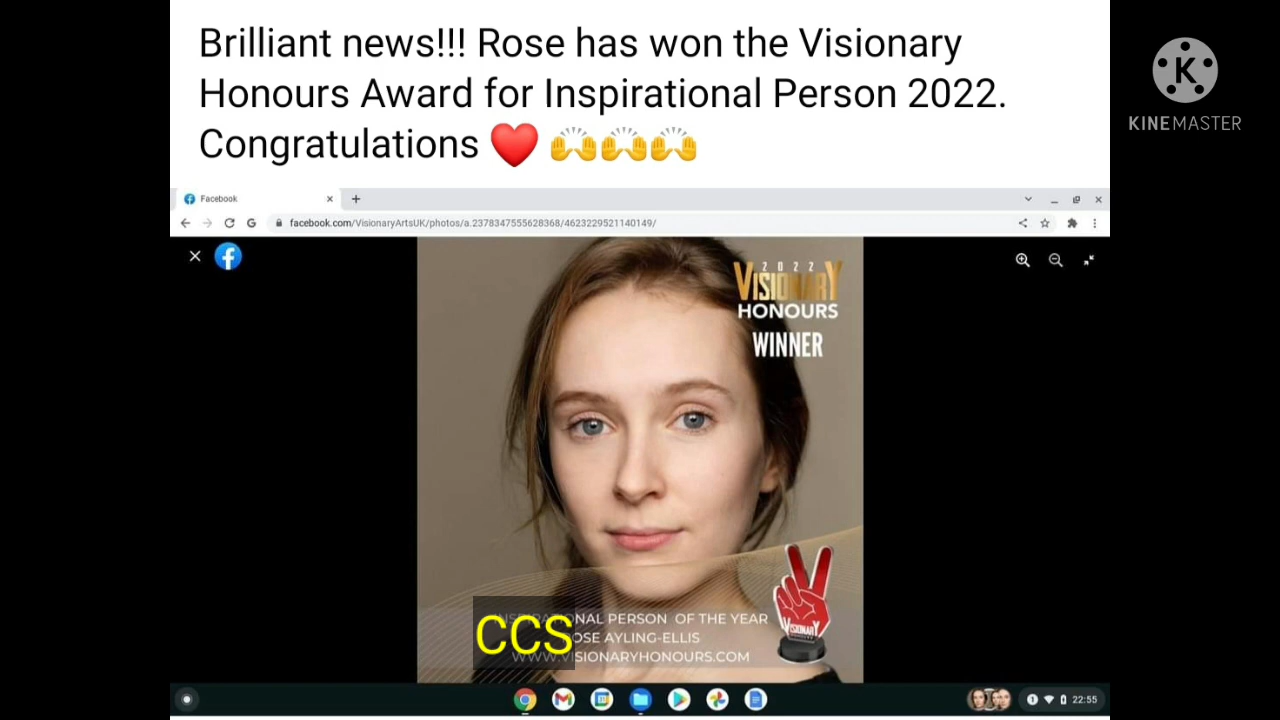 Brilliant news!!! Rose has won the Visionary
Honours Award for Inspirational Person 2022.
Congratulations ❤️ 🙌🙌🙌
K
KINEMASTER
Facebook
facebook.com/VisionaryArtsUK/photos/a.2378347555628368/4623229521140149/
2022
VISIONARY
HONOURS
WINNER
VISIONARY
PERSON OF THE YEAR
AYLING-ELLIS
CCS
WWW.VISIONARYHONOURS.COM
22:55